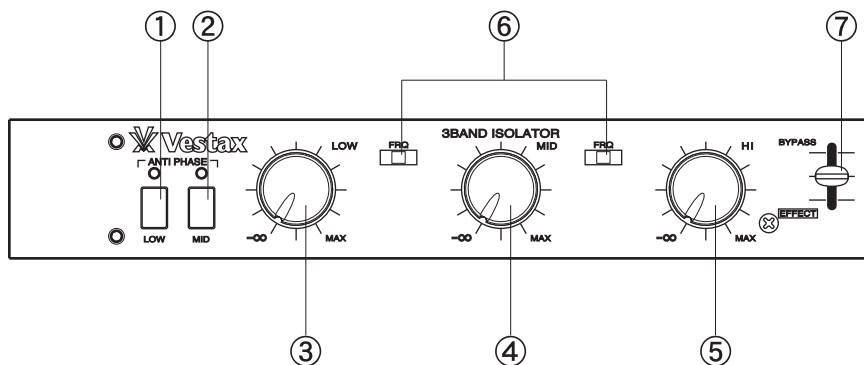 ① ② ⑥ ⑦
Vestax
ANTI PHASE
LOW
MID
FRQ
LOW
-∞
MAX
3BAND ISOLATOR
MID
-∞
MAX
FRQ
HI
-∞
MAX
BYPASS
EFFECT
③ ④ ⑤